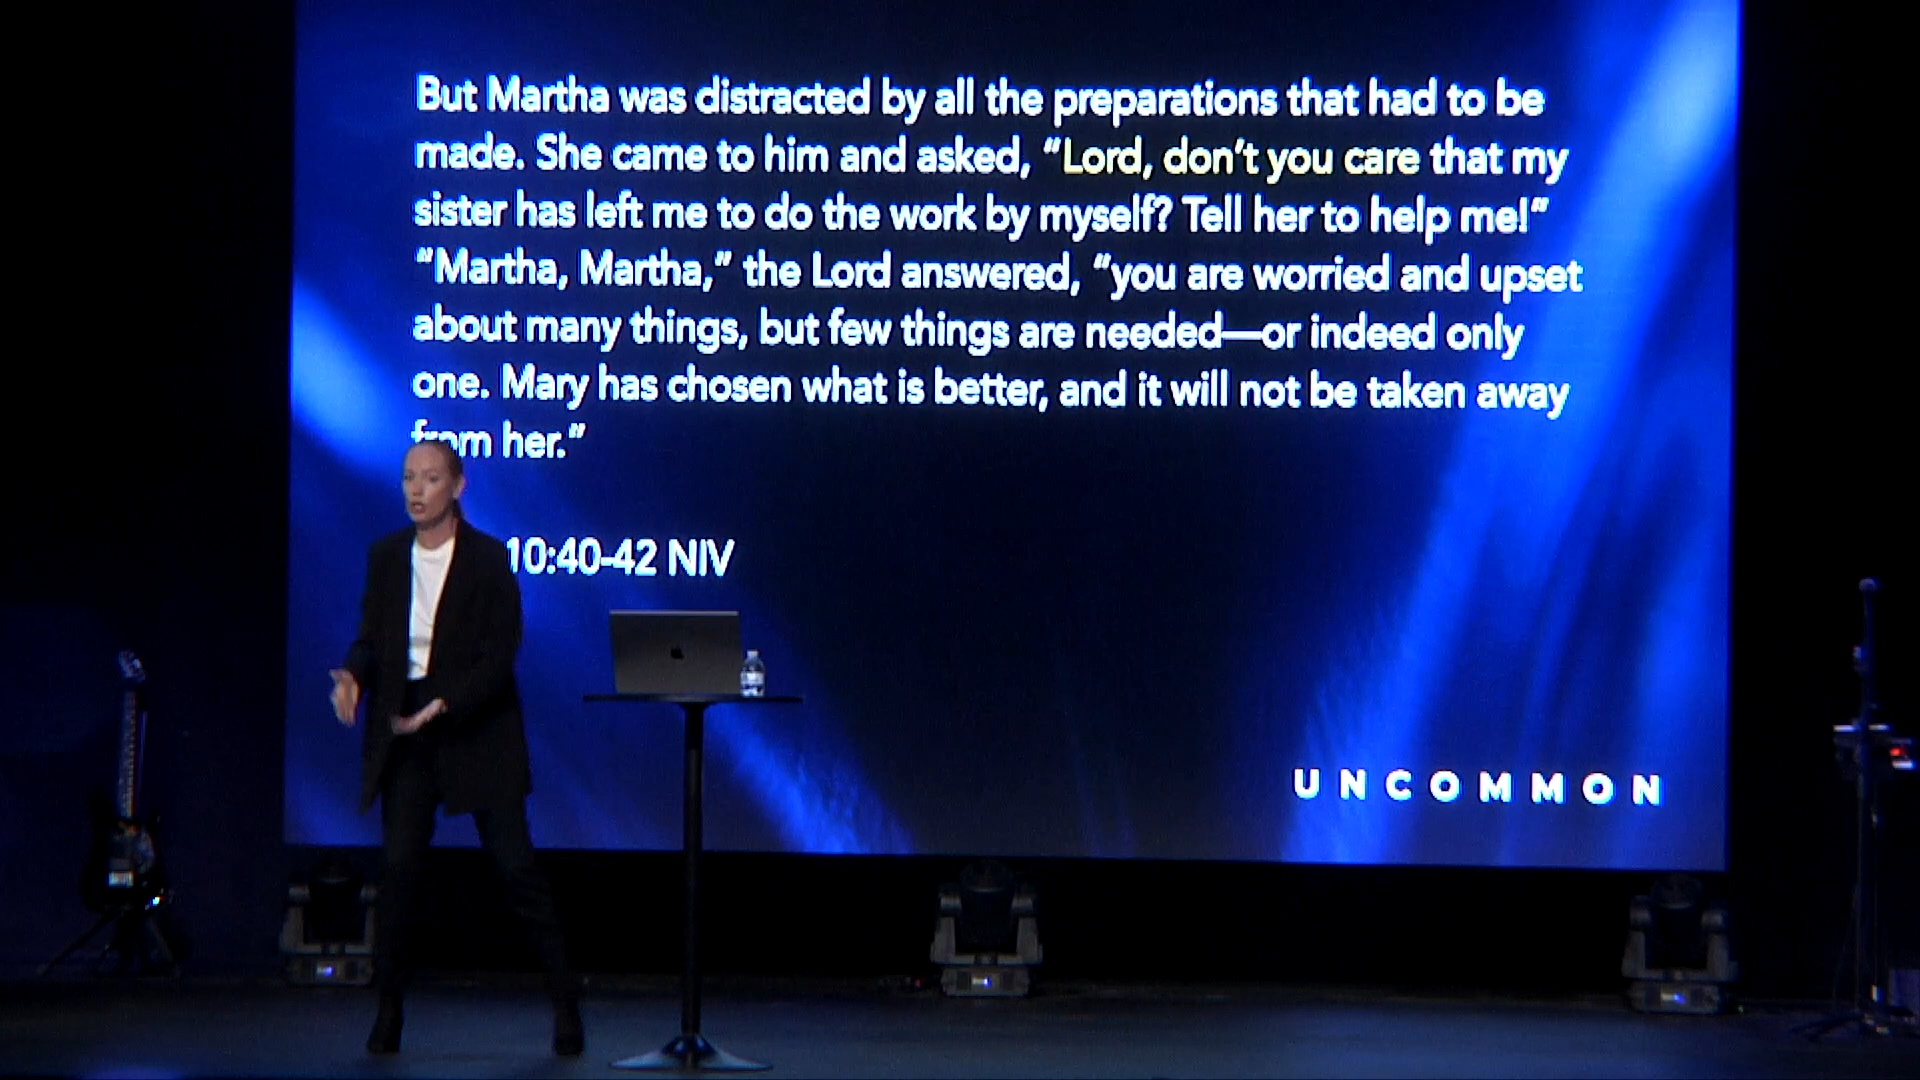 But Martha was distracted by all the preparations that had to be
made. She came to him and asked, “Lord, don’t you care that my
sister has left me to do the work by myself? Tell her to help me!”
“Martha, Martha,” the Lord answered, “you are worried and upset
about many things, but few things are needed—or indeed only
one. Mary has chosen what is better, and it will not be taken away
from her.”
10:40-42 NIV
UNCOMMON